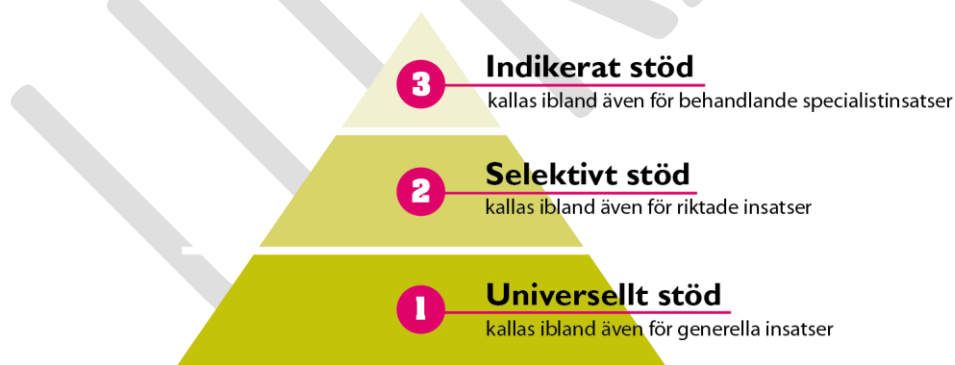 3
Indikerat stöd
kallas ibland även för behandlande specialistinsatser
2
Selektivt stöd
kallas ibland även för riktade insatser
1
Universellt stöd
kallas ibland även för generella insatser